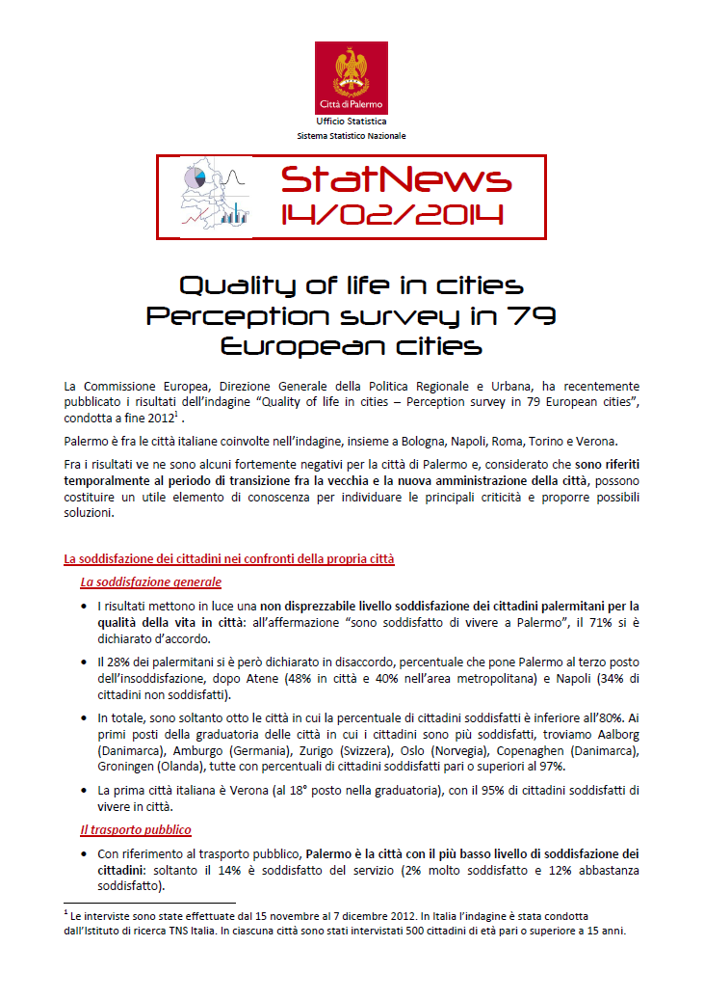 Città di Palermo
Ufficio Statistica
Sistema Statistico Nazionale
StatNews
14/02/2014
Quality of life in cities
Perception survey in 79
European cities
La Commissione Europea, Direzione Generale della Politica Regionale e Urbana, ha recentemente
pubblicato i risultati dell’indagine “Quality of life in cities – Perception survey in 79 European cities”,
condotta a fine 2012¹ .
Palermo è fra le città italiane coinvolte nell’indagine, insieme a Bologna, Napoli, Roma, Torino e Verona.
Fra i risultati ve ne sono alcuni fortemente negativi per la città di Palermo e, considerato che sono riferiti
temporalmente al periodo di transizione fra la vecchia e la nuova amministrazione della città, possono
costituire un utile elemento di conoscenza per individuare le principali criticità e proporre possibili
soluzioni.
La soddisfazione dei cittadini nei confronti della propria città
La soddisfazione generale
• I risultati mettono in luce una non disprezzabile livello soddisfazione dei cittadini palermitani per la
qualità della vita in città: all’affermazione “sono soddisfatto di vivere a Palermo”, il 71% si è
dichiarato d’accordo.
• Il 28% dei palermitani si è però dichiarato in disaccordo, percentuale che pone Palermo al terzo posto
dell’insoddisfazione, dopo Atene (48% in città e 40% nell’area metropolitana) e Napoli (34% di
cittadini non soddisfatti).
• In totale, sono soltanto otto le città in cui la percentuale di cittadini soddisfatti è inferiore all’80%. Ai
primi posti della graduatoria delle città in cui i cittadini sono più soddisfatti, troviamo Aalborg
(Danimarca), Amburgo (Germania), Zurigo (Svizzera), Oslo (Norvegia), Copenaghen (Danimarca),
Groningen (Olanda), tutte con percentuali di cittadini soddisfatti pari o superiori al 97%.
• La prima città italiana è Verona (al 18° posto nella graduatoria), con il 95% di cittadini soddisfatti di
vivere in città.
Il trasporto pubblico
• Con riferimento al trasporto pubblico, Palermo è la città con il più basso livello di soddisfazione dei
cittadini: soltanto il 14% è soddisfatto del servizio (2% molto soddisfatto e 12% abbastanza
soddisfatto).
¹ Le interviste sono state effettuate dal 15 novembre al 7 dicembre 2012. In Italia l’indagine è stata condotta
dall’Istituto di ricerca TNS Italia. In ciascuna città sono stati intervistati 500 cittadini di età pari o superiore a 15 anni.